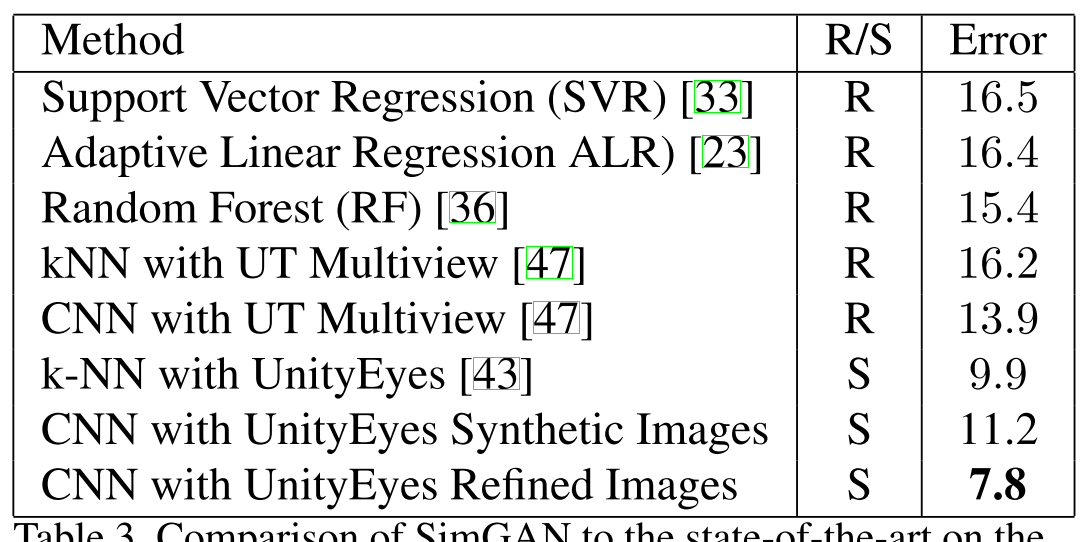 Method R/S Error
Support Vector Regression (SVR) [33] R 16.5
Adaptive Linear Regression ALR) [23] R 16.4
Random Forest (RF) [36] R 15.4
kNN with UT Multiview [47] R 16.2
CNN with UT Multiview [47] R 13.9
k-NN with UnityEyes [43] S 9.9
CNN with UnityEyes Synthetic Images S 11.2
CNN with UnityEyes Refined Images S 7.8
Table 3. Comparison of SimGAN to the state-of-the-art on the